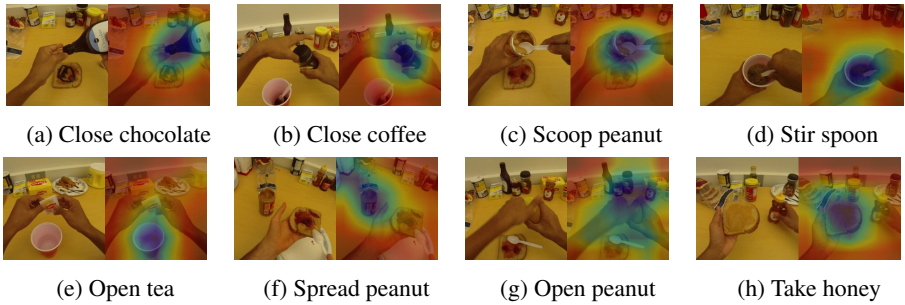 (a) Close chocolate
(b) Close coffee
(c) Scoop peanut
(d) Stir spoon
(e) Open tea
(f) Spread peanut
(g) Open peanut
(h) Take honey